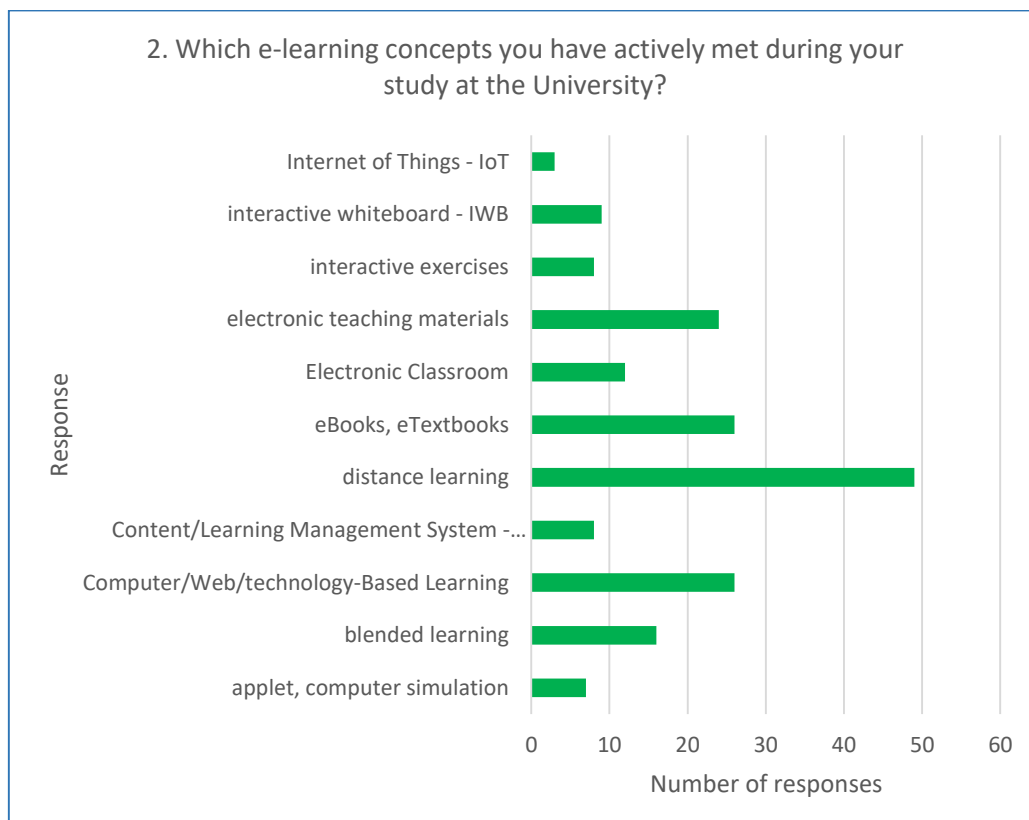 2. Which e-learning concepts you have actively met during your
study at the University?
Response
Internet of Things - IoT
interactive whiteboard - IWB
interactive exercises
electronic teaching materials
Electronic Classroom
eBooks, eTextbooks
distance learning
Content/Learning Management System -...
Computer/Web/technology-Based Learning
blended learning
applet, computer simulation
0 10 20 30 40 50 60
Number of responses